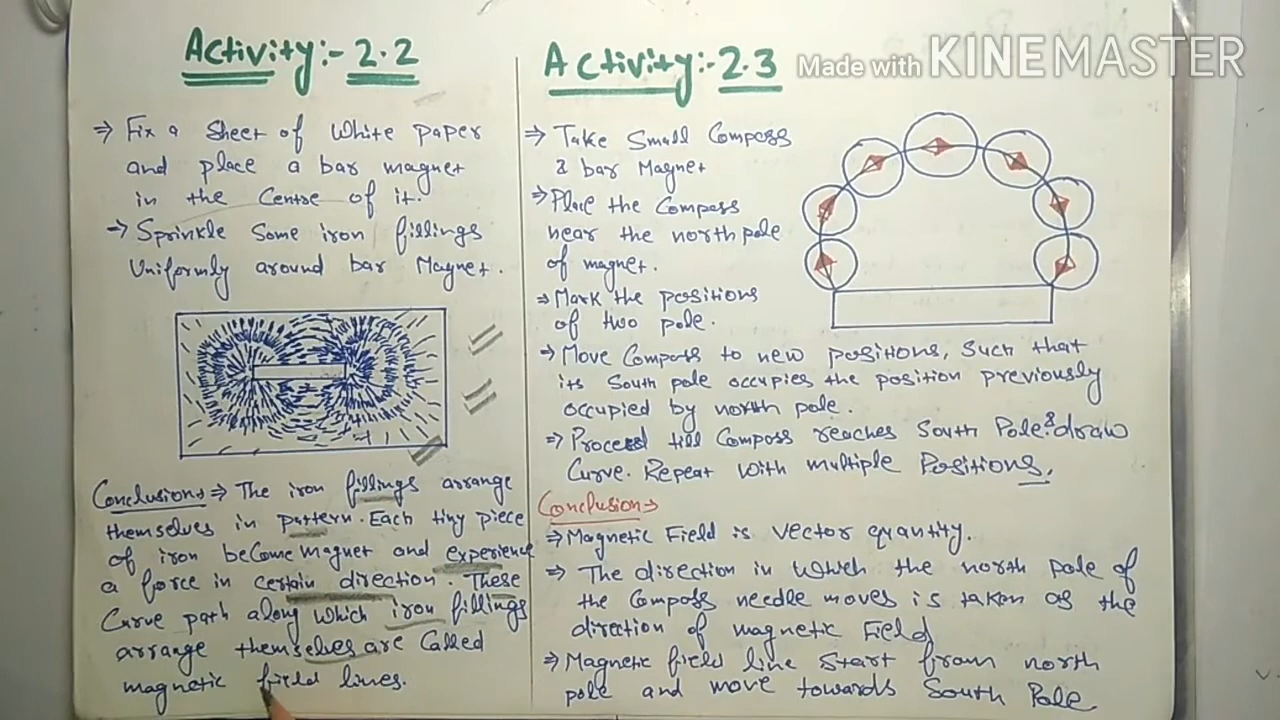 Activity:- 2.2
⇒ Fix a Sheet of White paper
and place a bar magnet
in the Centre of it.
→ Sprinkle Some iron fillings
Uniformly around bar Magnet.
Conclusion → ⇒ The iron fillings arrange
themselves in pattern. Each tiny piece
of iron become magnet and experience
a force in certain direction. These
Curve path along which iron fillings
arrange themselves are Called
magnetic field lines.
Activity:- 2.3
Made with KINEMASTER
⇒ Take Small Compass
& bar Magnet
⇒ Place the Compass
near the north pole
of magnet.
⇒ Mark the positions
of two pole.
→ Move Compass to new positions, Such that
its South pole occupies the position previously
occupied by north pole.
⇒ Proceed till Compass reaches South Pole & draw
Curve. Repeat with multiple Positions.
Conclusion →
⇒ Magnetic Field is vector quantity.
⇒ The direction in which the north pole of
the Compass needle moves is taken as the
direction of magnetic Field
⇒ Magnetic field line Start from north
pole and move towards South Pole